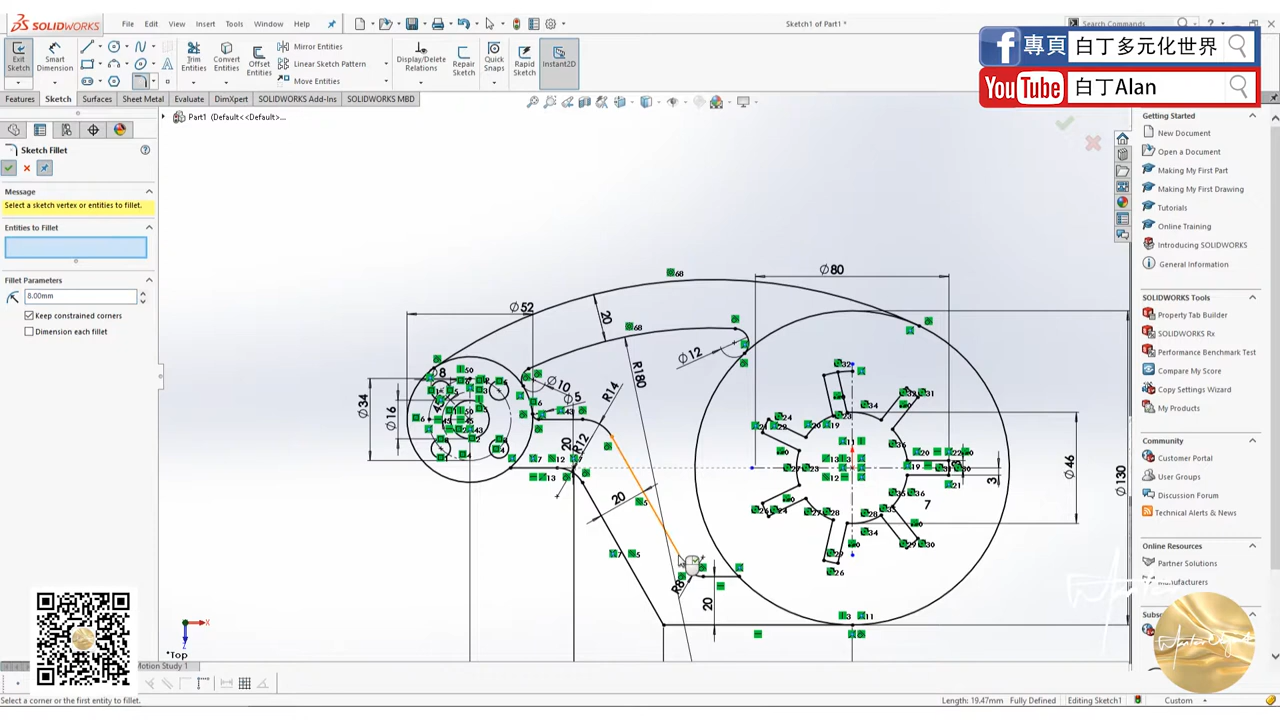 SOLIDWORKS
File
Edit
View
Insert
Tools
Window
Help
Sketch1 of Part1 *
Search Commands
專頁
白丁多元化世界
YouTube
白丁Alan
Exit
Sketch
Smart
Dimension
Trim
Entities
Convert
Entities
Offset
Entities
Mirror Entities
Linear Sketch Pattern
Move Entities
Display/Delete
Relations
Repair
Sketch
Quick
Snaps
Rapid
Sketch
Instant2D
Features
Sketch
Surfaces
Sheet Metal
Evaluate
DimXpert
SOLIDWORKS Add-Ins
SOLIDWORKS MBD
Part1 (Default<<Default>...
Sketch Fillet
Message
Select a sketch vertex or entities to fillet.
Entities to Fillet
Fillet Parameters
8.00mm
Keep constrained corners
Dimension each fillet
Ø80
Ø52
20
Ø12
R180
Ø8
Ø10
Ø5
R14
Ø34
Ø16
20
R12
20
R8
20
Ø46
Ø130
3
7
Getting Started
New Document
Open a Document
Making My First Part
Making My First Drawing
Tutorials
Online Training
Introducing SOLIDWORKS
General Information
SOLIDWORKS Tools
Property Tab Builder
SOLIDWORKS Rx
Performance Benchmark Test
Compare My Score
Copy Settings Wizard
My Products
Community
Customer Portal
User Groups
Discussion Forum
Technical Alerts & News
Online Resources
Partner Solutions
Manufacturers
*Top
Motion Study 1
Select a corner or the first entity to fillet.
Length: 19.47mm
Fully Defined
Editing Sketch1
Custom